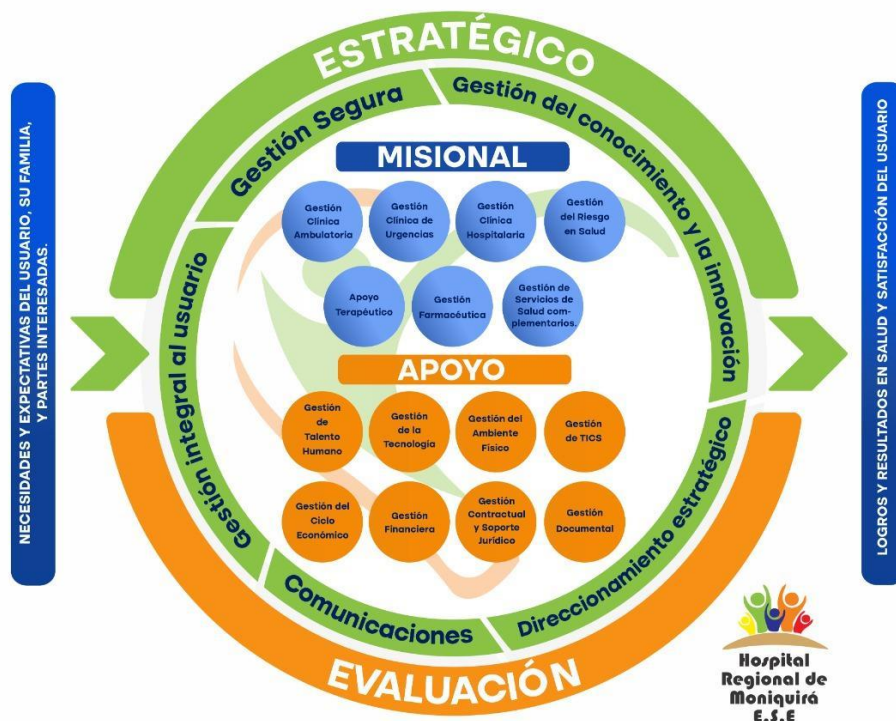 ESTRATÉGICO
Gestión Segura
Gestión del conocimiento y la innovación
Gestión integral al usuario
Direccionamiento estratégico
Comunicaciones
EVALUACIÓN
NECESIDADES Y EXPECTATIVAS DEL USUARIO, SU FAMILIA,
Y PARTES INTERESADAS.
MISIONAL
Gestión
Clínica
Ambulatoria
Gestión
Clínica de
Urgencias
Gestión
Clínica
Hospitalaria
Gestión
del Riesgo
en Salud
Apoyo
Terapéutico
Gestión
Farmacéutica
Gestión de
Servicios de
Salud com-
plementarios.
APOYO
Gestión
de
Talento
Humano
Gestión
de la
Tecnología
Gestión del
Ambiente
Físico
Gestión
de TICS
Gestión del
Ciclo
Económico
Gestión
Financiera
Gestión
Contractual
y Soporte
Jurídico
Gestión
Documental
LOGROS Y RESULTADOS EN SALUD Y SATISFACCIÓN DEL USUARIO
Hospital
Regional de
Moniquirá
E.S.E